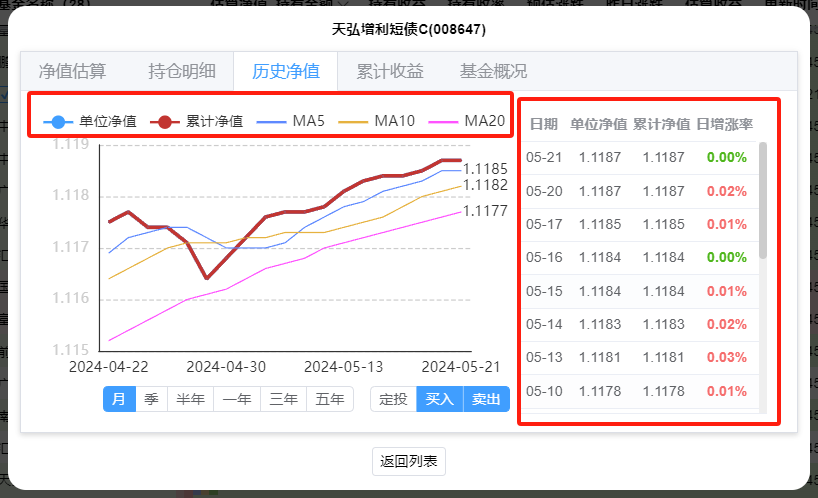 天弘增利短债C(008647)
净值估算 持仓明细 历史净值 累计收益 基金概况
单位净值 累计净值 MA5 MA10 MA20
1.119
1.118
1.117
1.116
1.115
1.1185
1.1182
1.1177
2024-04-22 2024-04-30 2024-05-13 2024-05-21
月 季 半年 一年 三年 五年 定投 买入 卖出
日期 单位净值 累计净值 日增涨率
05-21 1.1187 1.1187 0.00%
05-20 1.1187 1.1187 0.02%
05-17 1.1185 1.1185 0.01%
05-16 1.1184 1.1184 0.00%
05-15 1.1184 1.1184 0.01%
05-14 1.1183 1.1183 0.02%
05-13 1.1181 1.1181 0.03%
05-10 1.1178 1.1178 0.01%
返回列表